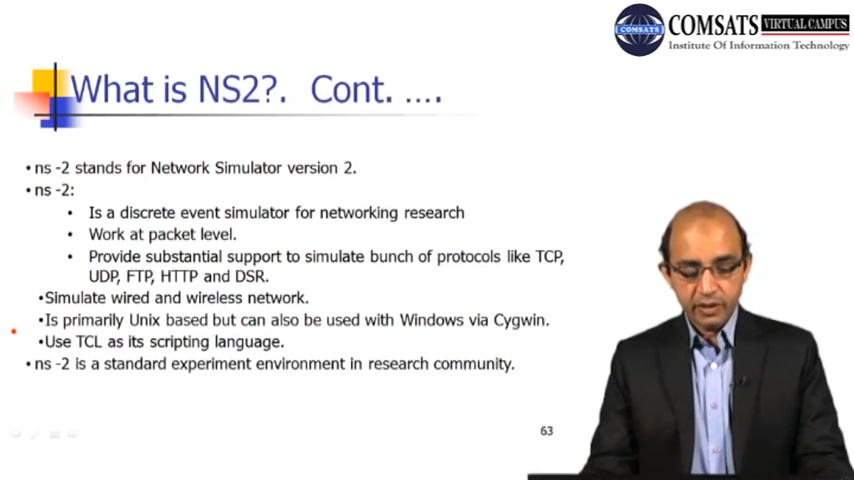 COMSATS
COMSATS VIRTUAL CAMPUS
Institute Of Information Technology
What is NS2?. Cont. ....
• ns -2 stands for Network Simulator version 2.
• ns -2:
• Is a discrete event simulator for networking research
• Work at packet level.
• Provide substantial support to simulate bunch of protocols like TCP,
UDP, FTP, HTTP and DSR.
•Simulate wired and wireless network.
•Is primarily Unix based but can also be used with Windows via Cygwin.
•Use TCL as its scripting language.
• ns -2 is a standard experiment environment in research community.
63